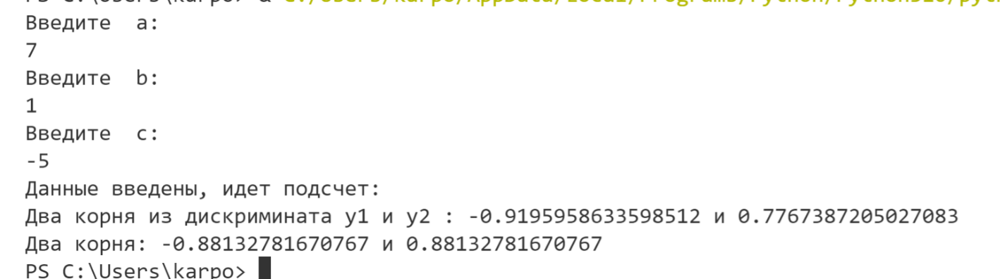 PS C:\Users\karpo> & C:/Users/karpo/AppData/Local/Programs/Python/Python310/pyt
Введите  a:
7
Введите  b:
1
Введите  c:
-5
Данные введены, идет подсчет:
Два корня из дискримината y1 и y2 : -0.9195958633598512 и 0.7767387205027083
Два корня: -0.88132781670767 и 0.88132781670767
PS C:\Users\karpo>